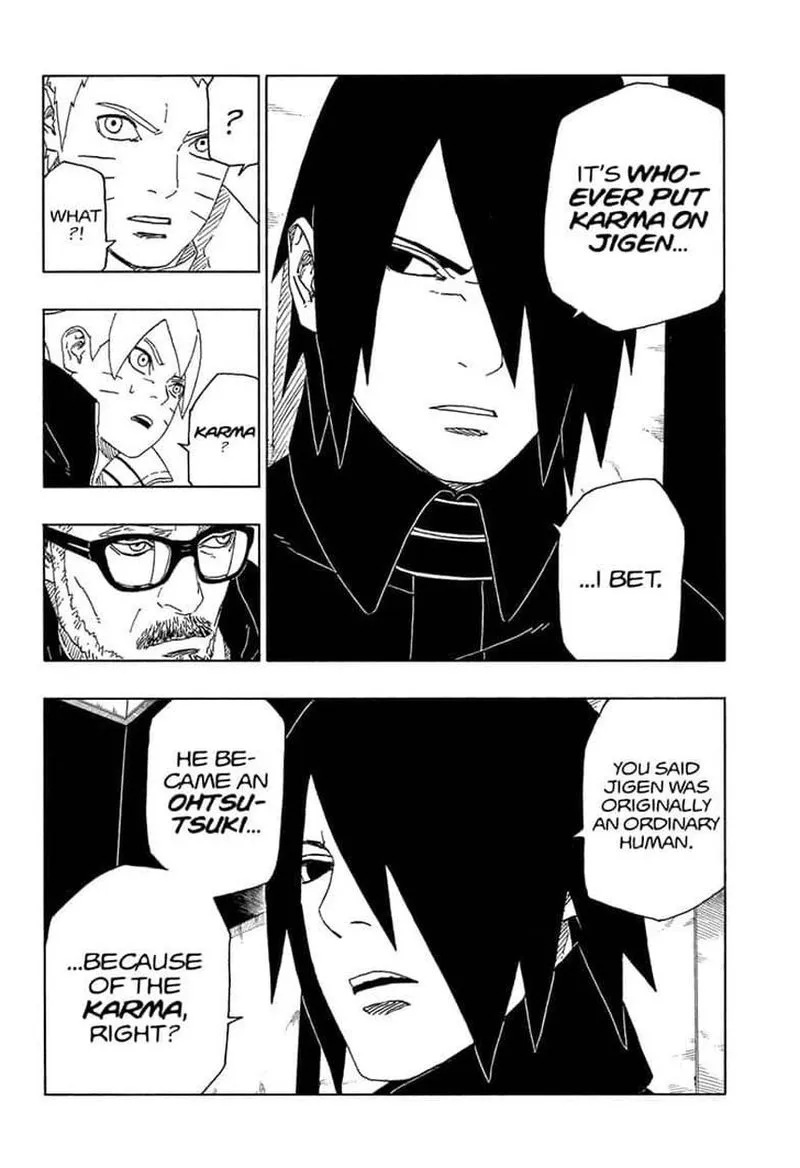 IT'S WHO-
EVER PUT
KARMA ON
JIGEN...
...I BET.
?
WHAT
?!
KARMA
?
YOU SAID
JIGEN WAS
ORIGINALLY
AN ORDINARY
HUMAN.
HE BE-
CAME AN
OHTSU-
TSUKI...
...BECAUSE
OF THE
KARMA,
RIGHT?